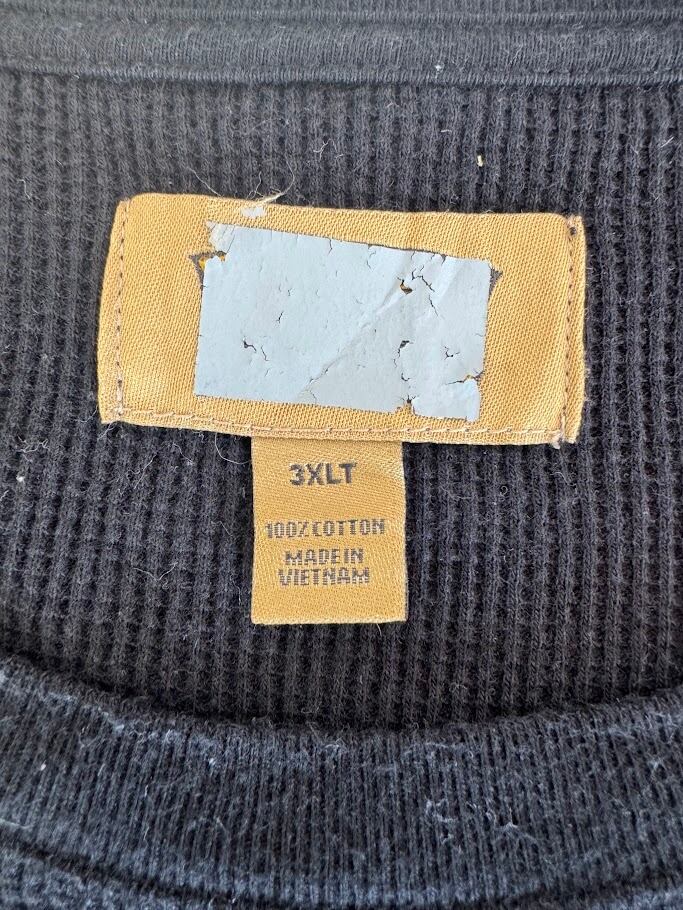 3XLT
100% COTTON
MADE IN
VIETNAM